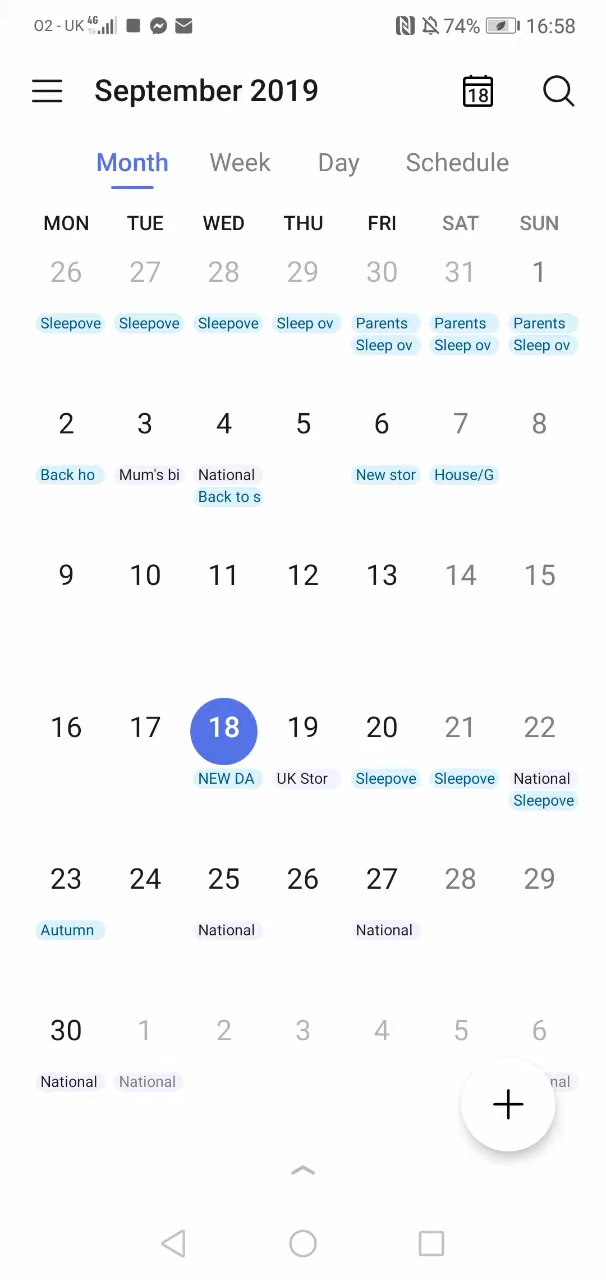 O2 - UK 4G 74% 16:58
September 2019 18
Month Week Day Schedule
MON TUE WED THU FRI SAT SUN
26 27 28 29 30 31 1
Sleepove Sleepove Sleepove Sleep ov Parents Parents Parents
Sleep ov Sleep ov Sleep ov
2 3 4 5 6 7 8
Back ho Mum's bi National New stor House/G
Back to s
9 10 11 12 13 14 15
16 17 18 19 20 21 22
NEW DA UK Stor Sleepove Sleepove National
Sleepove
23 24 25 26 27 28 29
Autumn National National
30 1 2 3 4 5 6
National National nal